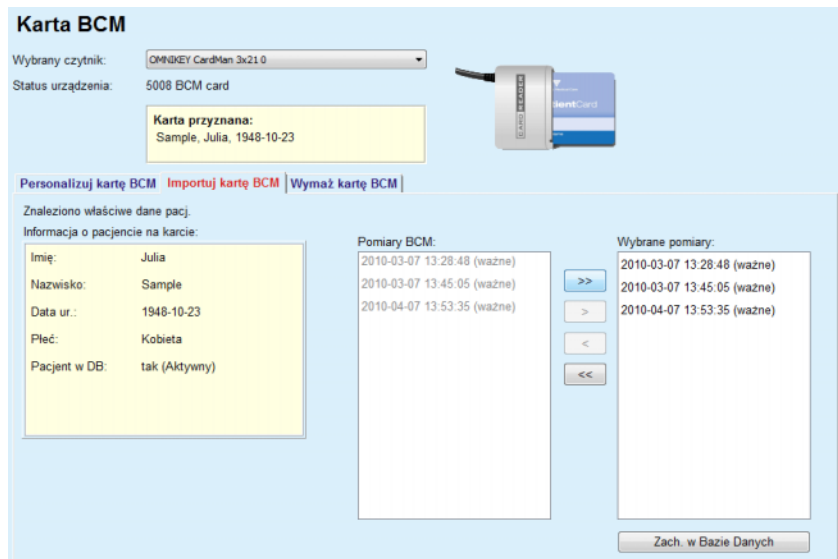 Karta BCM
Wybrany czytnik: OMNIKEY CardMan 3x21 0
Status urządzenia: 5008 BCM card
CARD READER
ientCard
Karta przyznana:
Sample, Julia, 1948-10-23
Personalizuj kartę BCM Importuj kartę BCM Wymaż kartę BCM
Znaleziono właściwe dane pacj.
Informacja o pacjencie na karcie:
Imię: Julia
Nazwisko: Sample
Data ur.: 1948-10-23
Płeć: Kobieta
Pacjent w DB: tak (Aktywny)
Pomiary BCM:
2010-03-07 13:28:48 (ważne)
2010-03-07 13:45:05 (ważne)
2010-04-07 13:53:35 (ważne)
>>
>
<
<<
Wybrane pomiary:
2010-03-07 13:28:48 (ważne)
2010-03-07 13:45:05 (ważne)
2010-04-07 13:53:35 (ważne)
Zach. w Bazie Danych